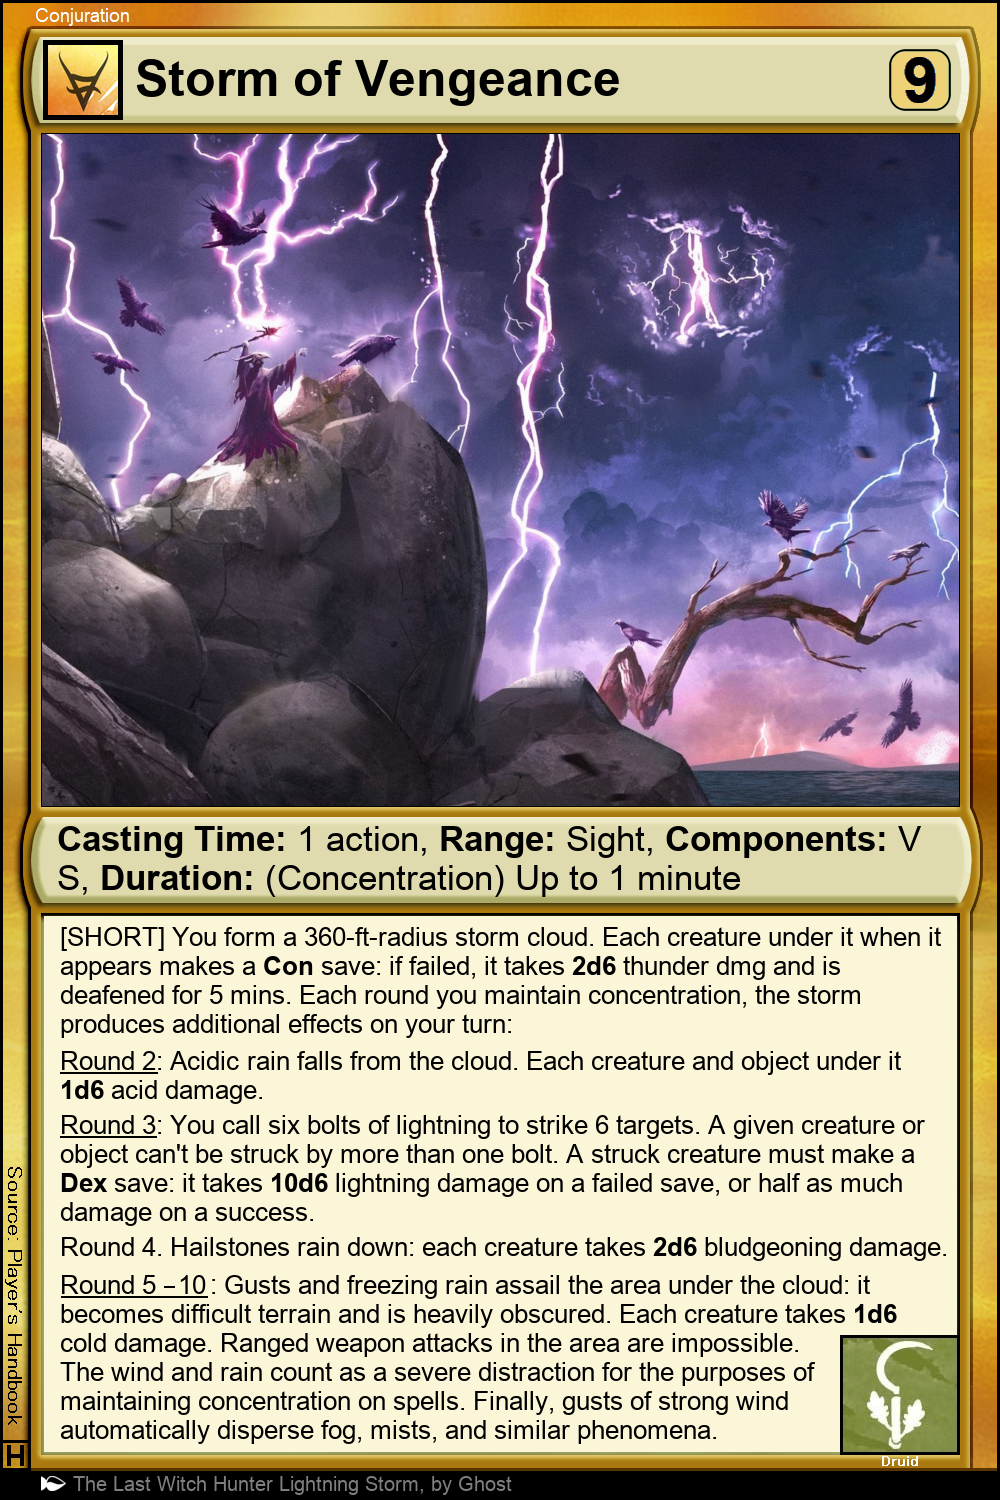 Conjuration
Storm of Vengeance
9
Casting Time: 1 action, Range: Sight, Components: V
S, Duration: (Concentration) Up to 1 minute
[SHORT] You form a 360-ft-radius storm cloud. Each creature under it when it
appears makes a Con save: if failed, it takes 2d6 thunder dmg and is
deafened for 5 mins. Each round you maintain concentration, the storm
produces additional effects on your turn:
Round 2: Acidic rain falls from the cloud. Each creature and object under it
1d6 acid damage.
Round 3: You call six bolts of lightning to strike 6 targets. A given creature or
object can't be struck by more than one bolt. A struck creature must make a
Dex save: it takes 10d6 lightning damage on a failed save, or half as much
damage on a success.
Round 4. Hailstones rain down: each creature takes 2d6 bludgeoning damage.
Round 5 – 10: Gusts and freezing rain assail the area under the cloud: it
becomes difficult terrain and is heavily obscured. Each creature takes 1d6
cold damage. Ranged weapon attacks in the area are impossible.
The wind and rain count as a severe distraction for the purposes of
maintaining concentration on spells. Finally, gusts of strong wind
automatically disperse fog, mists, and similar phenomena.
Druid
Source: Player's Handbook
H
The Last Witch Hunter Lightning Storm, by Ghost